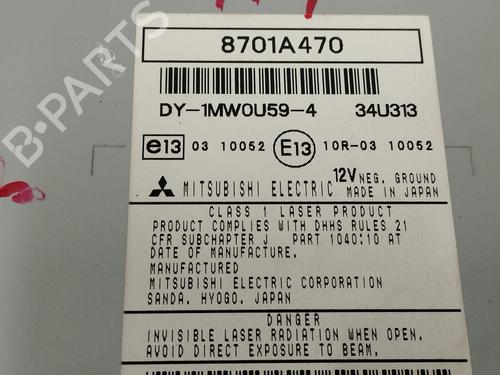 8701A470
DY-1MW0U59-4 34U313
e13 03 10052 E13 10R-03 10052
12V NEG. GROUND
MITSUBISHI ELECTRIC MADE IN JAPAN
CLASS 1 LASER PRODUCT
PRODUCT COMPLIES WITH DHHS RULES 21
CFR SUBCHAPTER J PART 1040:10 AT
DATE OF MANUFACTURE.
MANUFACTURED
MITSUBISHI ELECTRIC CORPORATION
SANDA, HYOGO, JAPAN
DANGER
INVISIBLE LASER RADIATION WHEN OPEN.
AVOID DIRECT EXPOSURE TO BEAM.
B-PARTS